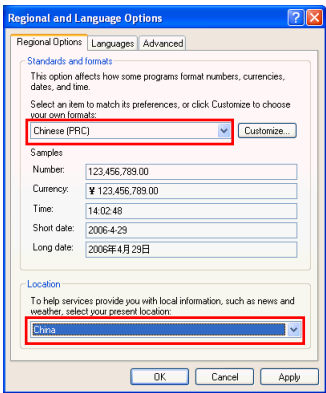 Regional and Language Options
Regional Options Languages Advanced
Standards and formats
This option affects how some programs format numbers, currencies,
dates, and time.
Select an item to match its preferences, or click Customize to choose
your own formats:
Chinese (PRC) Customize...
Samples
Number: 123,456,789.00
Currency: ¥ 123,456,789.00
Time: 14:02:48
Short date: 2006-4-29
Long date: 2006年4月29日
Location
To help services provide you with local information, such as news and
weather, select your present location:
China
OK Cancel Apply